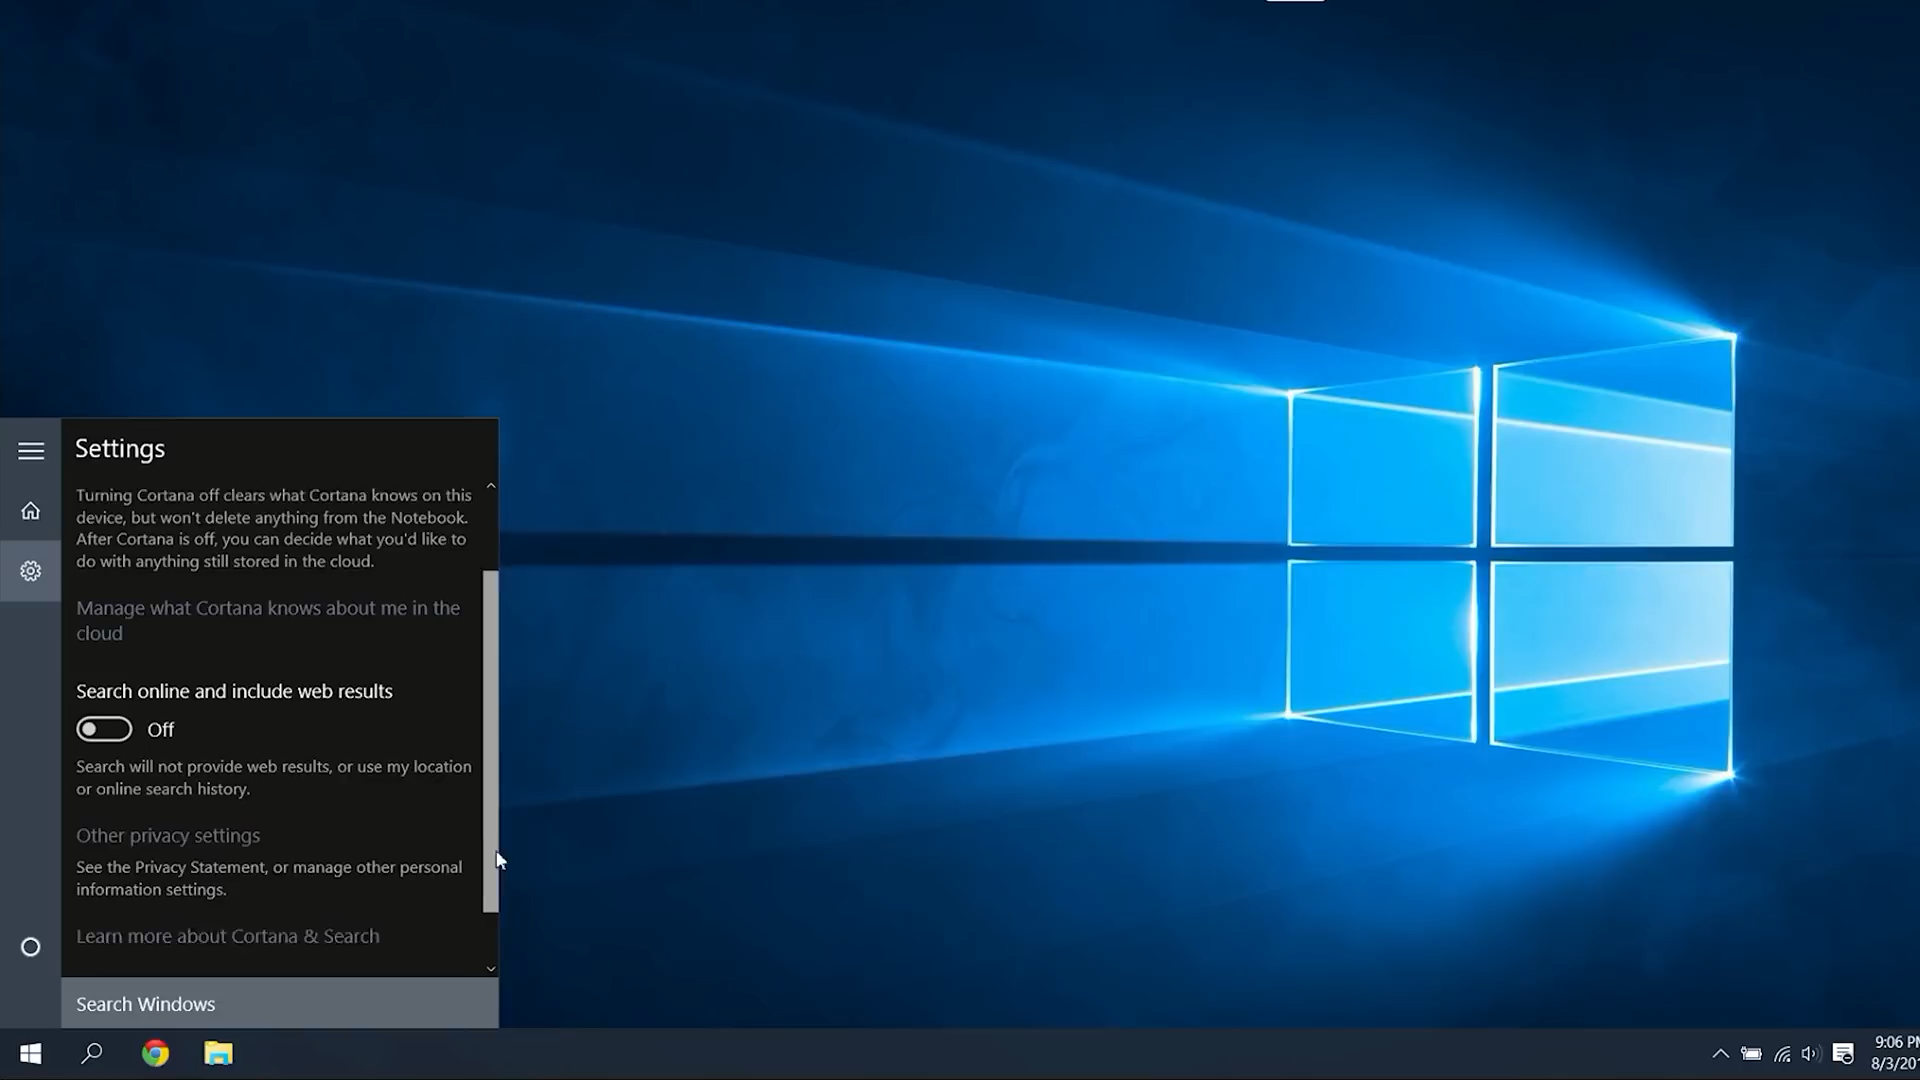 Settings
Turning Cortana off clears what Cortana knows on this
device, but won't delete anything from the Notebook.
After Cortana is off, you can decide what you'd like to
do with anything still stored in the cloud.
Manage what Cortana knows about me in the
cloud
Search online and include web results
Off
Search will not provide web results, or use my location
or online search history.
Other privacy settings
See the Privacy Statement, or manage other personal
information settings.
Learn more about Cortana & Search
Search Windows
9:06